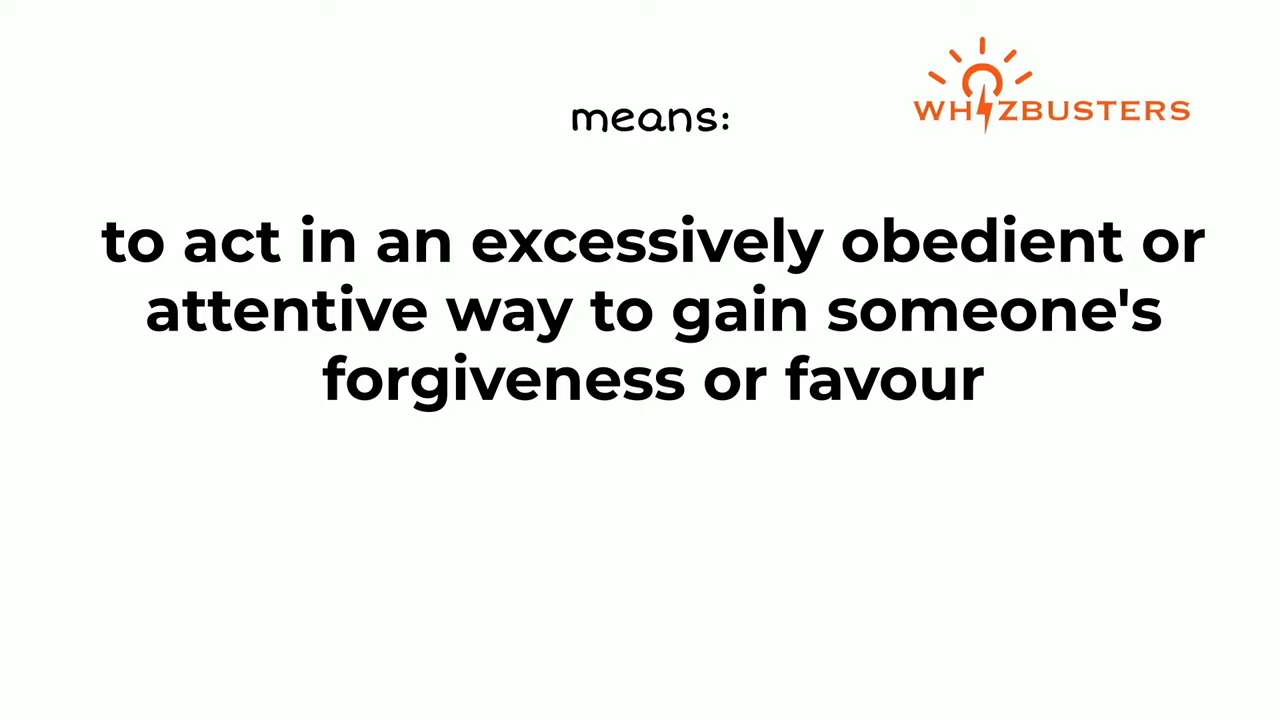 means:
WHIZBUSTERS
to act in an excessively obedient or
attentive way to gain someone's
forgiveness or favour